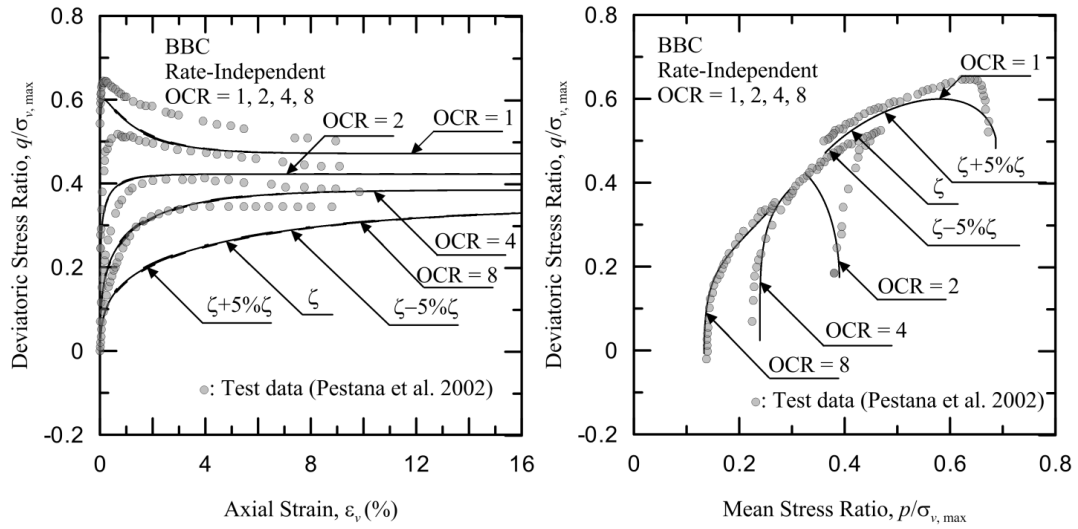 0.8
0.6
0.4
0.2
0
-0.2
Deviatoric Stress Ratio, q/σv, max
BBC
Rate-Independent
OCR = 1, 2, 4, 8
OCR = 2
OCR = 1
OCR = 4
OCR = 8
ζ+5%ζ
ζ
ζ−5%ζ
: Test data (Pestana et al. 2002)
0
4
8
12
16
Axial Strain, εv (%)
0.8
0.6
0.4
0.2
0
-0.2
Deviatoric Stress Ratio, q/σv, max
BBC
Rate-Independent
OCR = 1, 2, 4, 8
OCR = 1
ζ+5%ζ
ζ
ζ−5%ζ
OCR = 2
OCR = 4
OCR = 8
: Test data (Pestana et al. 2002)
0
0.2
0.4
0.6
0.8
Mean Stress Ratio, p/σv, max